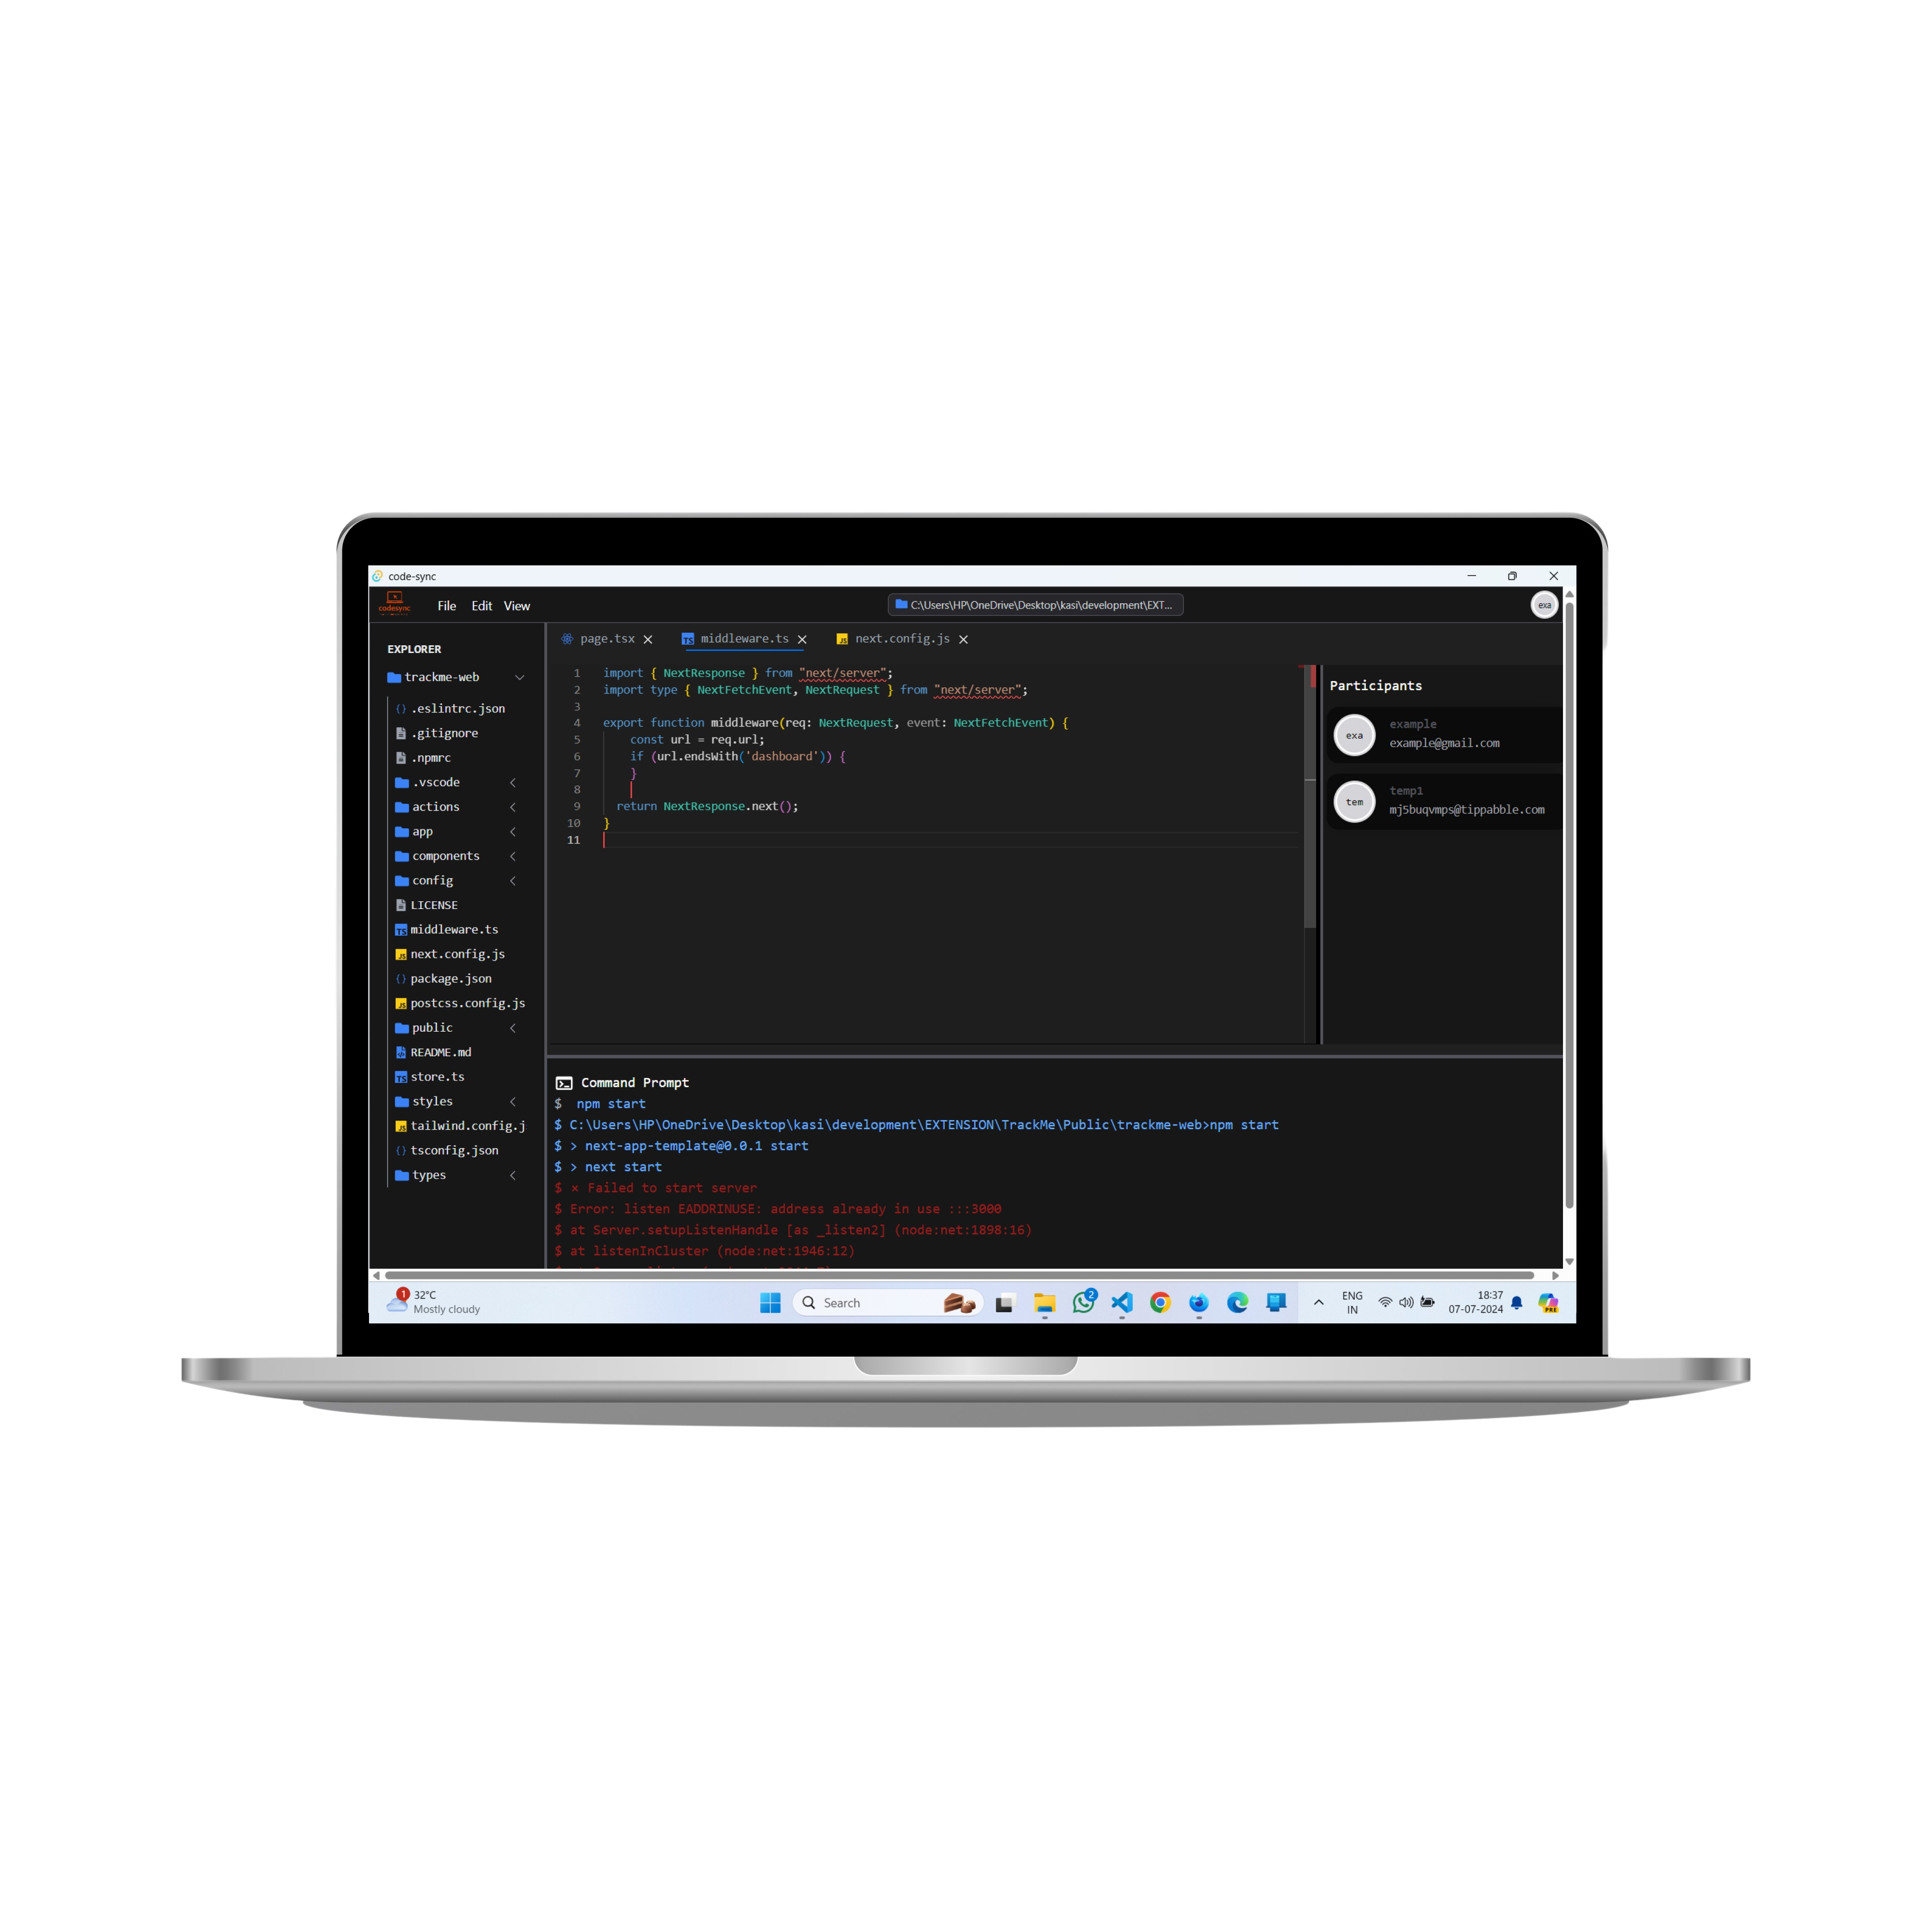 code-sync
codesync
File Edit View
C:\Users\HP\OneDrive\Desktop\kasi\development\EXT...
exa
EXPLORER
trackme-web
.eslintrc.json
.gitignore
.npmrc
.vscode
actions
app
components
config
LICENSE
middleware.ts
next.config.js
package.json
postcss.config.js
public
README.md
store.ts
styles
tailwind.config.j
tsconfig.json
types
page.tsx middleware.ts next.config.js
1 import { NextResponse } from "next/server";
2 import type { NextFetchEvent, NextRequest } from "next/server";
3
4 export function middleware(req: NextRequest, event: NextFetchEvent) {
5 const url = req.url;
6 if (url.endsWith('dashboard')) {
7 }
8
9 return NextResponse.next();
10 }
11
Participants
exa
example
example@gmail.com
tem
temp1
mj5buqvmps@tippabble.com
Command Prompt
$ npm start
$ C:\Users\HP\OneDrive\Desktop\kasi\development\EXTENSION\TrackMe\Public\trackme-web>npm start
$ > next-app-template@0.0.1 start
$ > next start
$ × Failed to start server
$ Error: listen EADDRINUSE: address already in use :::3000
$ at Server.setupListenHandle [as _listen2] (node:net:1898:16)
$ at listenInCluster (node:net:1946:12)
1
32°C
Mostly cloudy
Search
2
ENG
IN
18:37
07-07-2024
PRE